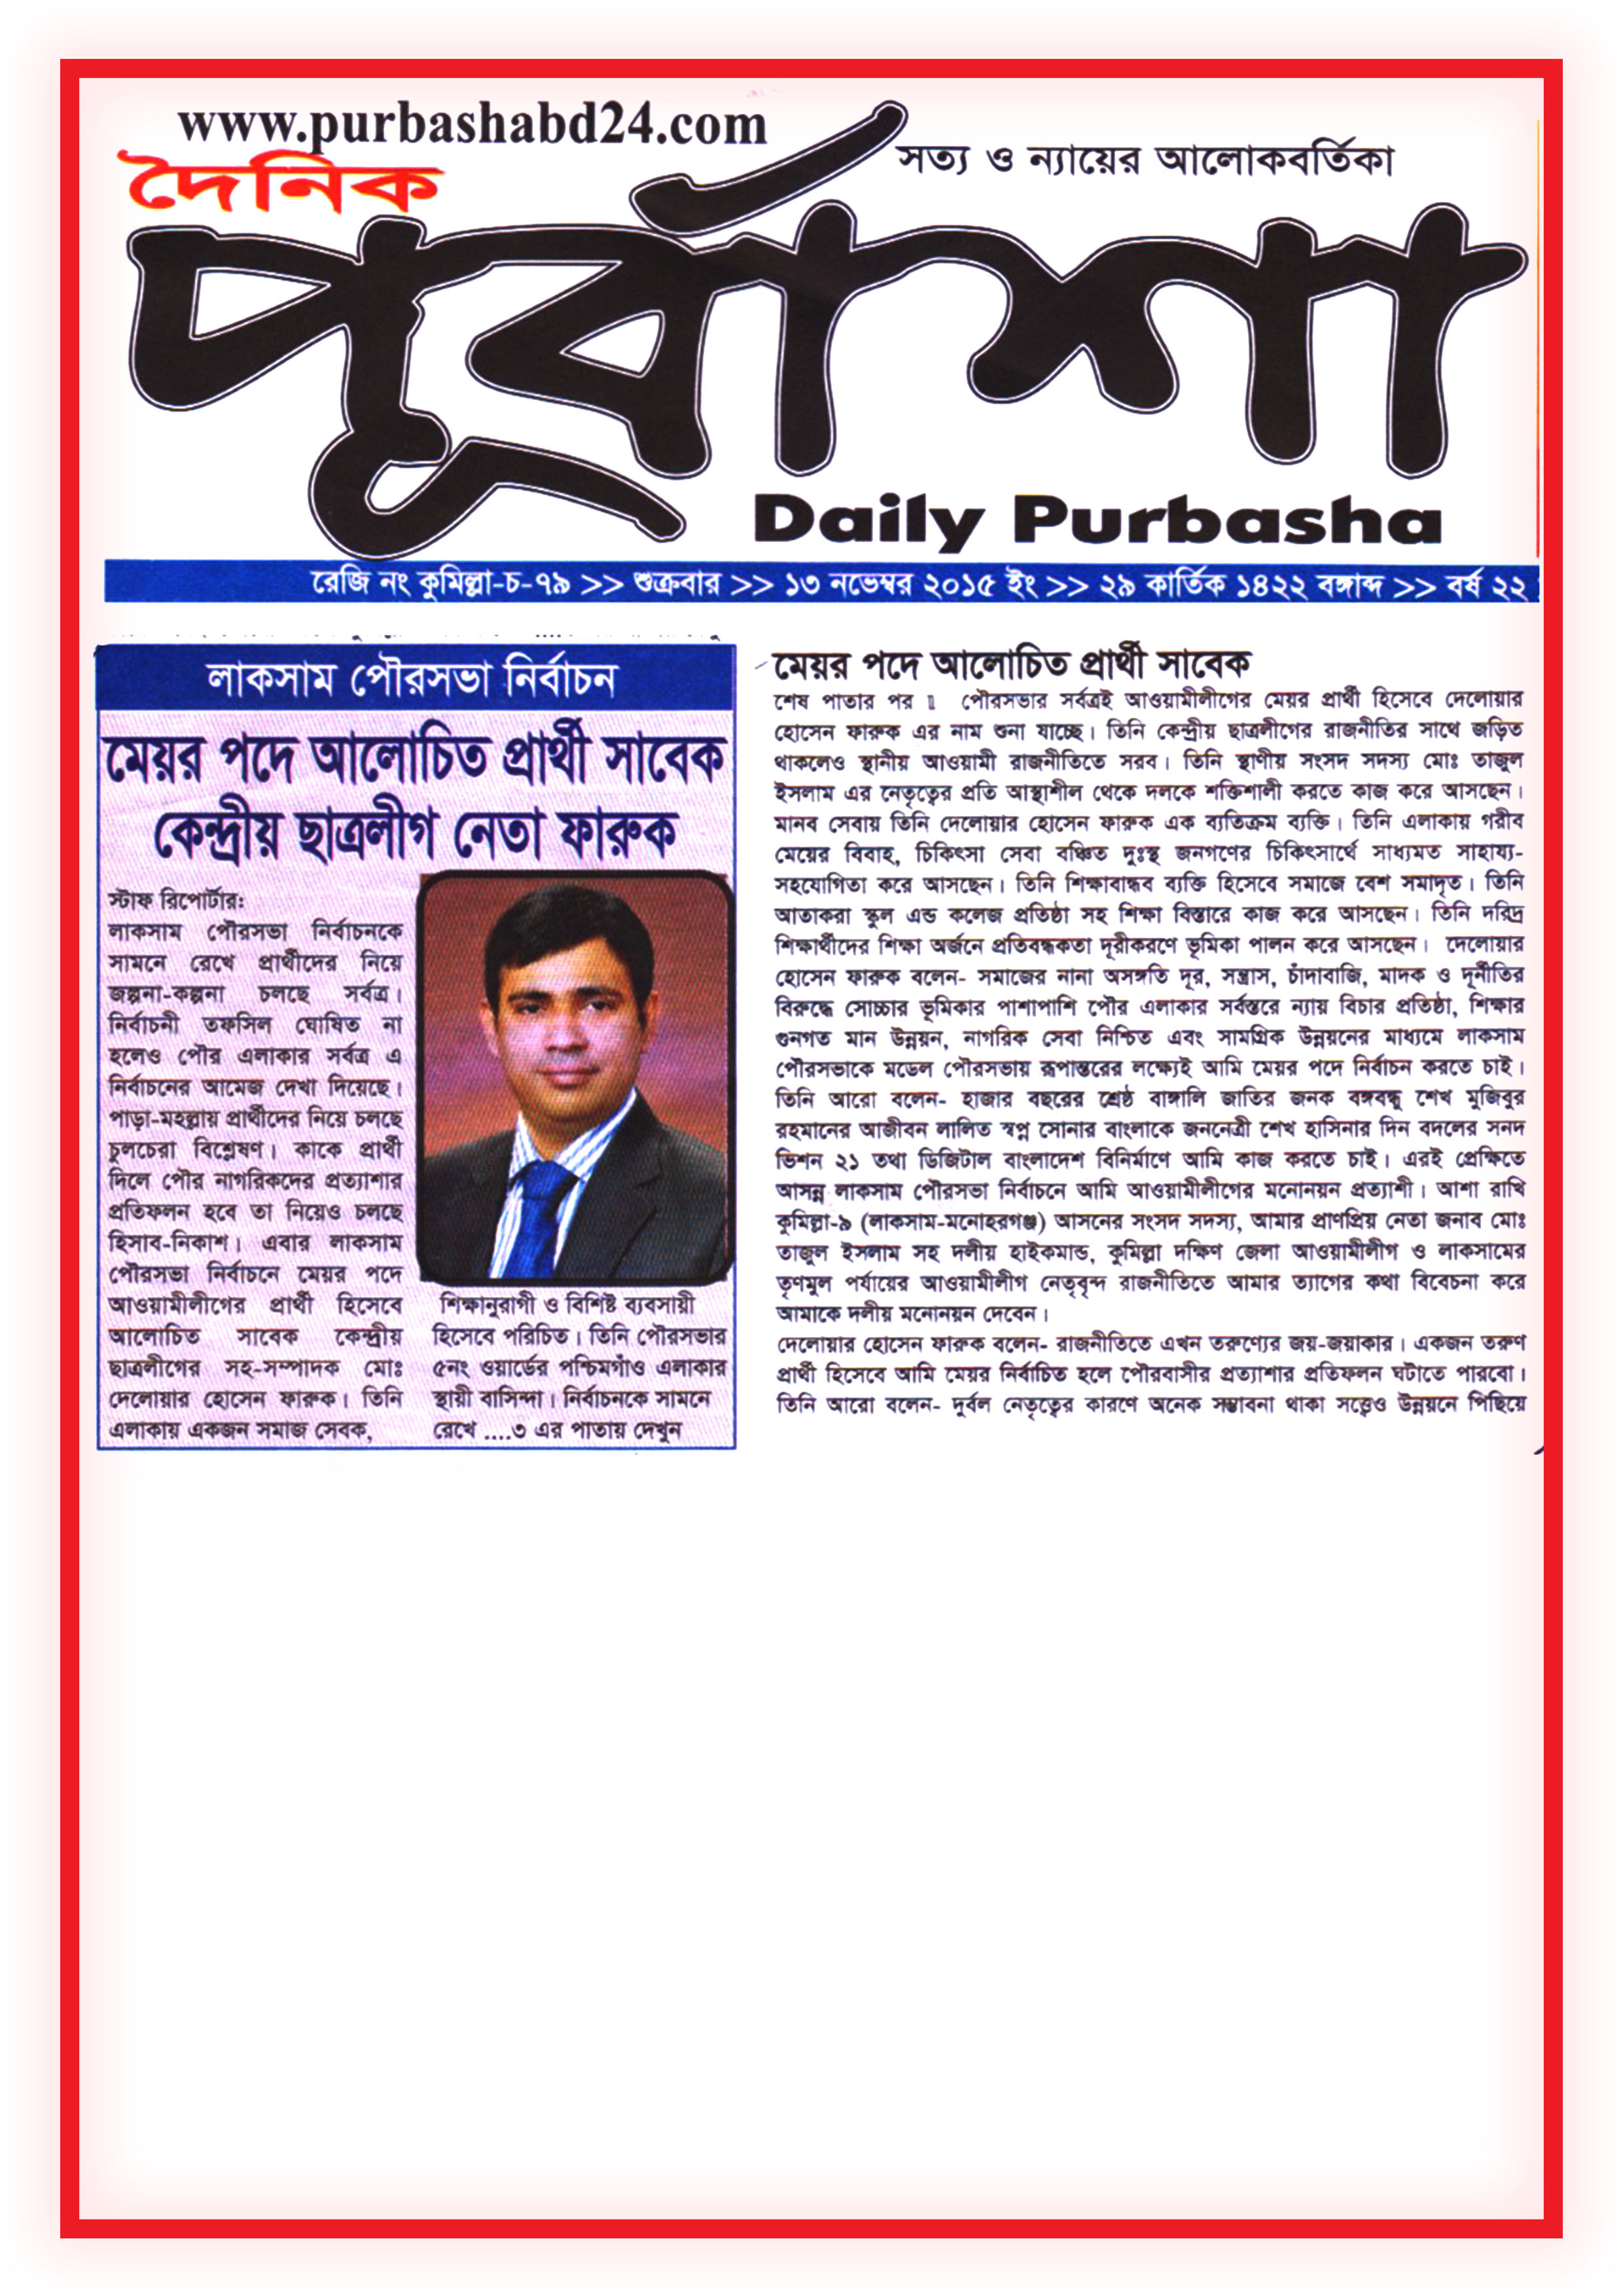 www.purbashabd24.com
দৈনিক
সত্য ও ন্যায়ের আলোকবর্তিকা
পূর্বাশা
Daily Purbasha
রেজি নং কুমিল্লা-চ-৭৯ >> শুক্রবার >> ১৩ নভেম্বর ২০১৫ ইং >> ২৯ কার্তিক ১৪২২ বঙ্গাব্দ >> বর্ষ ২২
লাকসাম পৌরসভা নির্বাচন
মেয়র পদে আলোচিত প্রার্থী সাবেক
কেন্দ্রীয় ছাত্রলীগ নেতা ফারুক
স্টাফ রিপোর্টার:
লাকসাম পৌরসভা নির্বাচনকে
সামনে রেখে প্রার্থীদের নিয়ে
জল্পনা-কল্পনা চলছে সর্বত্র।
নির্বাচনী তফসিল ঘোষিত না
হলেও পৌর এলাকার সর্বত্র এ
নির্বাচনের আমেজ দেখা দিয়েছে।
পাড়া-মহল্লায় প্রার্থীদের নিয়ে চলছে
চুলচেরা বিশ্লেষণ। কাকে প্রার্থী
দিলে পৌর নাগরিকদের প্রত্যাশার
প্রতিফলন হবে তা নিয়েও চলছে
হিসাব-নিকাশ। এবার লাকসাম
পৌরসভা নির্বাচনে মেয়র পদে
আওয়ামীলীগের প্রার্থী হিসেবে
আলোচিত সাবেক কেন্দ্রীয়
ছাত্রলীগের সহ-সম্পাদক মোঃ
দেলোয়ার হোসেন ফারুক। তিনি
এলাকায় একজন সমাজ সেবক,
শিক্ষানুরাগী ও বিশিষ্ট ব্যবসায়ী
হিসেবে পরিচিত। তিনি পৌরসভার
৫নং ওয়ার্ডের পশ্চিমগাঁও এলাকার
স্থায়ী বাসিন্দা। নির্বাচনকে সামনে
রেখে ....৩ এর পাতায় দেখুন
মেয়র পদে আলোচিত প্রার্থী সাবেক
শেষ পাতার পর ॥ পৌরসভার সর্বত্রই আওয়ামীলীগের মেয়র প্রার্থী হিসেবে দেলোয়ার
হোসেন ফারুক এর নাম শুনা যাচ্ছে। তিনি কেন্দ্রীয় ছাত্রলীগের রাজনীতির সাথে জড়িত
থাকলেও স্থানীয় আওয়ামী রাজনীতিতে সরব। তিনি স্থাণীয় সংসদ সদস্য মোঃ তাজুল
ইসলাম এর নেতৃত্বের প্রতি আস্থাশীল থেকে দলকে শক্তিশালী করতে কাজ করে আসছেন।
মানব সেবায় তিনি দেলোয়ার হোসেন ফারুক এক ব্যতিক্রম ব্যক্তি। তিনি এলাকায় গরীব
মেয়ের বিবাহ, চিকিৎসা সেবা বঞ্চিত দুঃস্থ জনগণের চিকিৎসার্থে সাধ্যমত সাহায্য-
সহযোগিতা করে আসছেন। তিনি শিক্ষাবান্ধব ব্যক্তি হিসেবে সমাজে বেশ সমাদৃত। তিনি
আতাকরা স্কুল এন্ড কলেজ প্রতিষ্ঠা সহ শিক্ষা বিস্তারে কাজ করে আসছেন। তিনি দরিদ্র
শিক্ষার্থীদের শিক্ষা অর্জনে প্রতিবন্ধকতা দূরীকরণে ভূমিকা পালন করে আসছেন। দেলোয়ার
হোসেন ফারুক বলেন- সমাজের নানা অসঙ্গতি দূর, সন্ত্রাস, চাঁদাবাজি, মাদক ও দূর্নীতির
বিরুদ্ধে সোচ্চার ভূমিকার পাশাপাশি পৌর এলাকার সর্বস্তরে ন্যায় বিচার প্রতিষ্ঠা, শিক্ষার
গুনগত মান উন্নয়ন, নাগরিক সেবা নিশ্চিত এবং সামগ্রিক উন্নয়নের মাধ্যমে লাকসাম
পৌরসভাকে মডেল পৌরসভায় রূপান্তরের লক্ষ্যেই আমি মেয়র পদে নির্বাচন করতে চাই।
তিনি আরো বলেন- হাজার বছরের শ্রেষ্ঠ বাঙ্গালি জাতির জনক বঙ্গবন্ধু শেখ মুজিবুর
রহমানের আজীবন লালিত স্বপ্ন সোনার বাংলাকে জননেত্রী শেখ হাসিনার দিন বদলের সনদ
ভিশন ২১ তথা ডিজিটাল বাংলাদেশ বিনির্মাণে আমি কাজ করতে চাই। এরই প্রেক্ষিতে
আসন্ন লাকসাম পৌরসভা নির্বাচনে আমি আওয়ামীলীগের মনোনয়ন প্রত্যাশী। আশা রাখি
কুমিল্লা-৯ (লাকসাম-মনোহরগঞ্জ) আসনের সংসদ সদস্য, আমার প্রাণপ্রিয় নেতা জনাব মোঃ
তাজুল ইসলাম সহ দলীয় হাইকমান্ড, কুমিল্লা দক্ষিণ জেলা আওয়ামীলীগ ও লাকসামের
তৃণমুল পর্যায়ের আওয়ামীলীগ নেতৃবৃন্দ রাজনীতিতে আমার ত্যাগের কথা বিবেচনা করে
আমাকে দলীয় মনোনয়ন দেবেন।
দেলোয়ার হোসেন ফারুক বলেন- রাজনীতিতে এখন তরুণ্যের জয়-জয়াকার। একজন তরুণ
প্রার্থী হিসেবে আমি মেয়র নির্বাচিত হলে পৌরবাসীর প্রত্যাশার প্রতিফলন ঘটাতে পারবো।
তিনি আরো বলেন- দুর্বল নেতৃত্বের কারণে অনেক সম্ভাবনা থাকা সত্ত্বেও উন্নয়নে পিছিয়ে